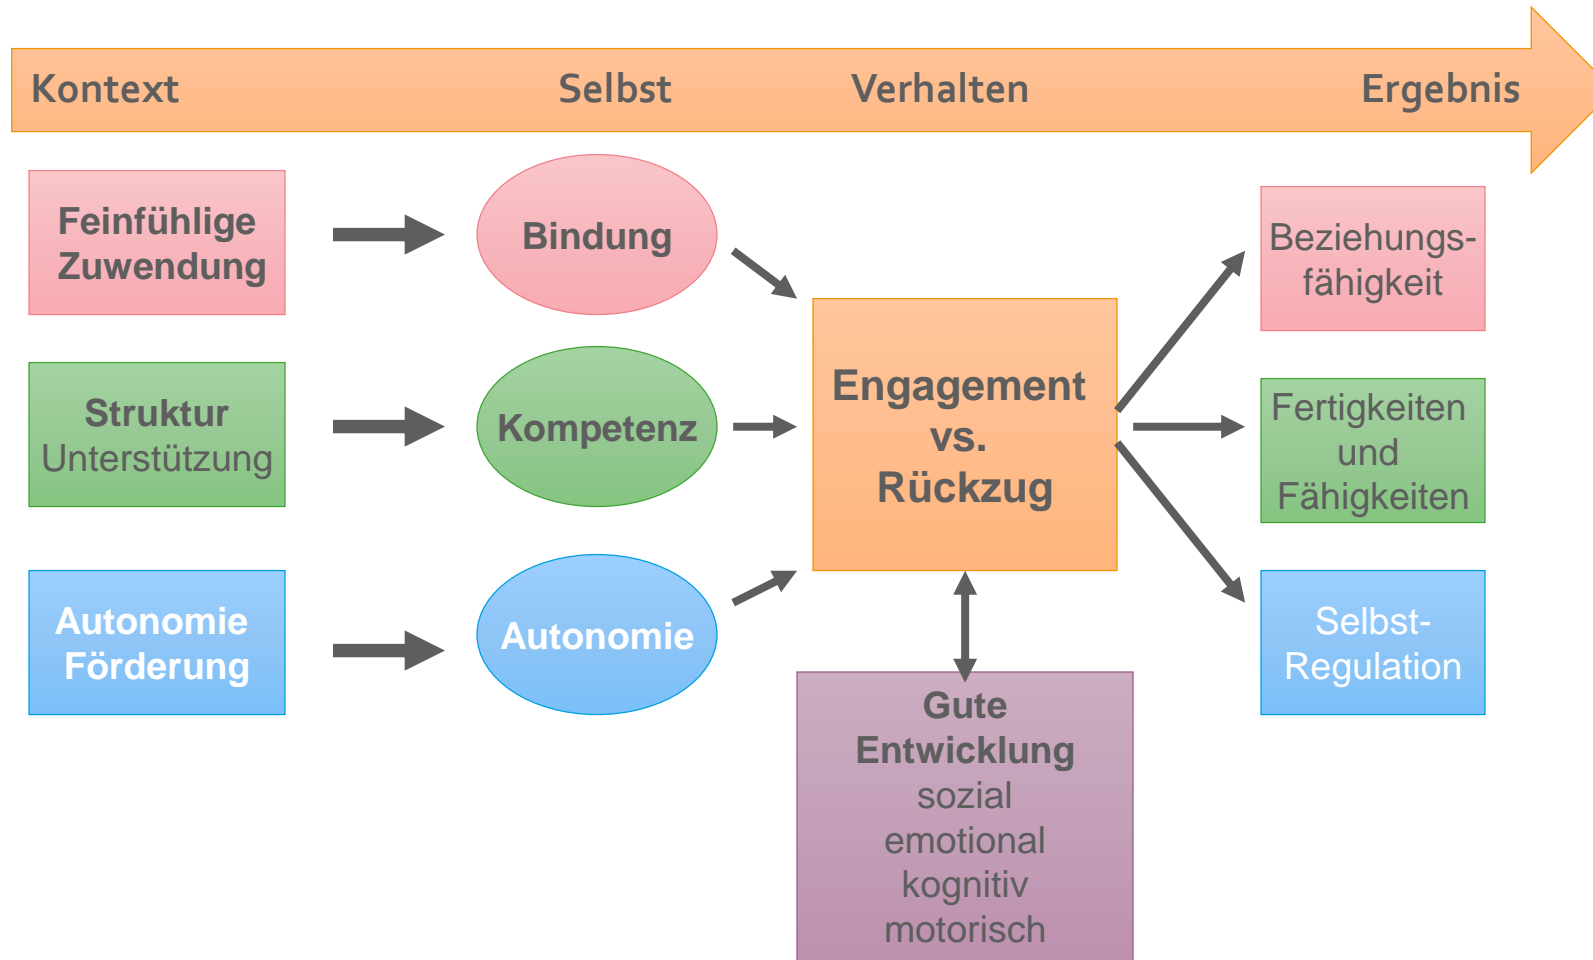 Kontext Selbst Verhalten Ergebnis
Feinfühlige
Zuwendung
Bindung
Beziehungs-
fähigkeit
Struktur
Unterstützung
Kompetenz
Engagement
vs.
Rückzug
Fertigkeiten
und
Fähigkeiten
Autonomie
Förderung
Autonomie
Selbst-
Regulation
Gute
Entwicklung
sozial
emotional
kognitiv
motorisch